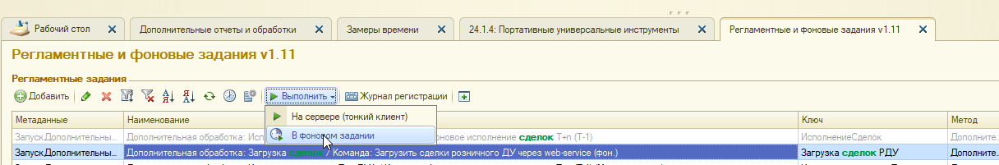 Рабочий стол Дополнительные отчеты и обработки Замеры времени 24.1.4: Портативные универсальные инструменты Регламентные и фоновые задания v1.11
Регламентные и фоновые задания v1.11
Регламентные задания
Добавить Выполнить Журнал регистрации
На сервере (тонкий клиент)
В фоновом задании
Метаданные Наименование Ключ Метод
ЗапускДополнительны... Дополнительная обработка: Исп новое исполнение сделок T+n (T-1) ИсполнениеСделок Дополните...
ЗапускДополнительны... Дополнительная обработка: Загрузка сделок / Команда: Загрузить сделки розничного ДУ через web-service (фон.) Загрузка сделок РДУ Дополните...